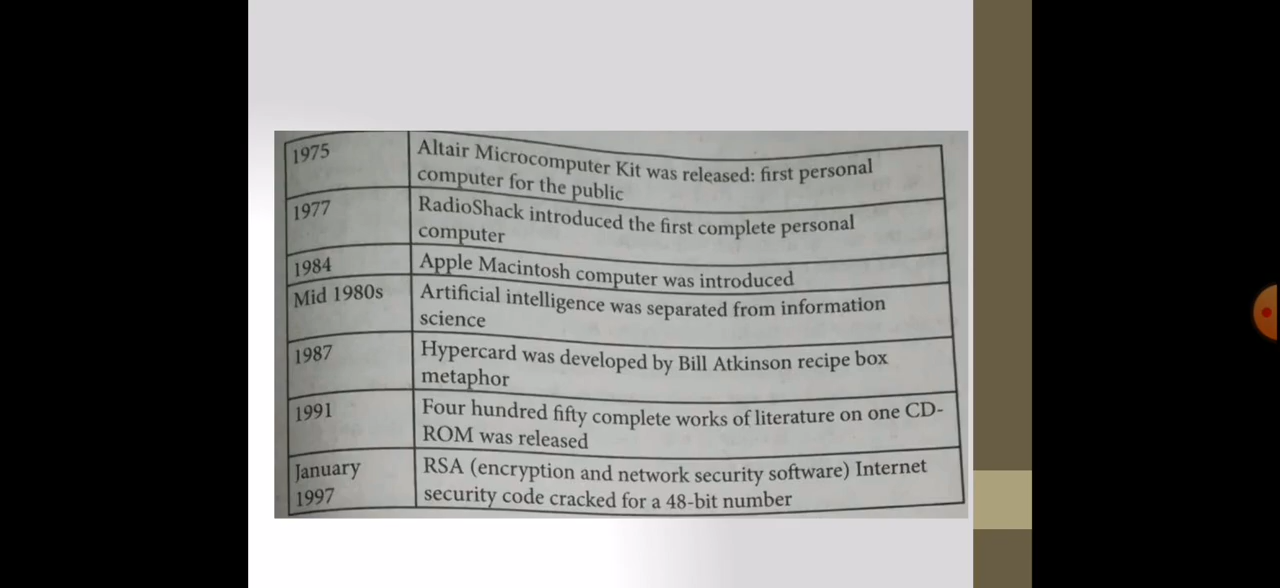 1975
Altair Microcomputer Kit was released: first personal
computer for the public
1977
RadioShack introduced the first complete personal
computer
1984
Apple Macintosh computer was introduced
Mid 1980s
Artificial intelligence was separated from information
science
1987
Hypercard was developed by Bill Atkinson recipe box
metaphor
1991
Four hundred fifty complete works of literature on one CD-
ROM was released
January
1997
RSA (encryption and network security software) Internet
security code cracked for a 48-bit number